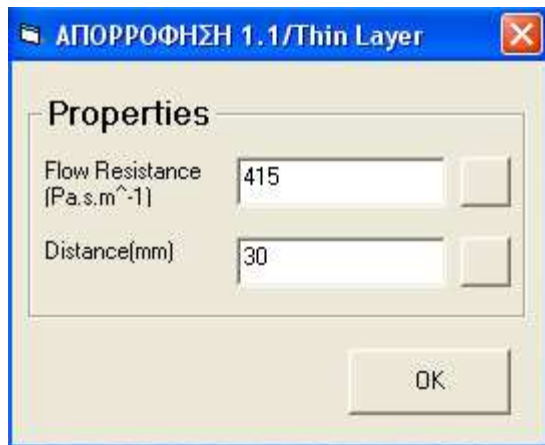 ΑΠΟΡΡΟΦΗΣΗ 1.1/Thin Layer
Properties
Flow Resistance
(Pa.s.m^-1)
415
Distance(mm)
30
OK